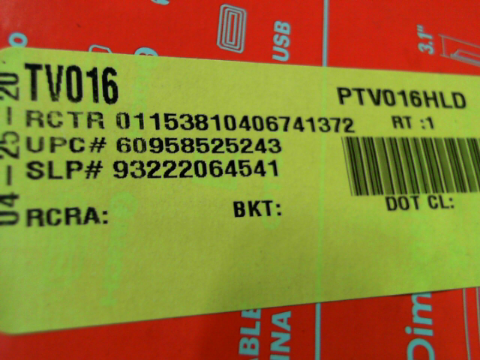 USB
3.1"
04-25-20
TV016
PTV016HLD
RCTR 01153810406741372
RT :1
UPC# 60958525243
SLP# 93222064541
RCRA:
BKT:
DOT CL: